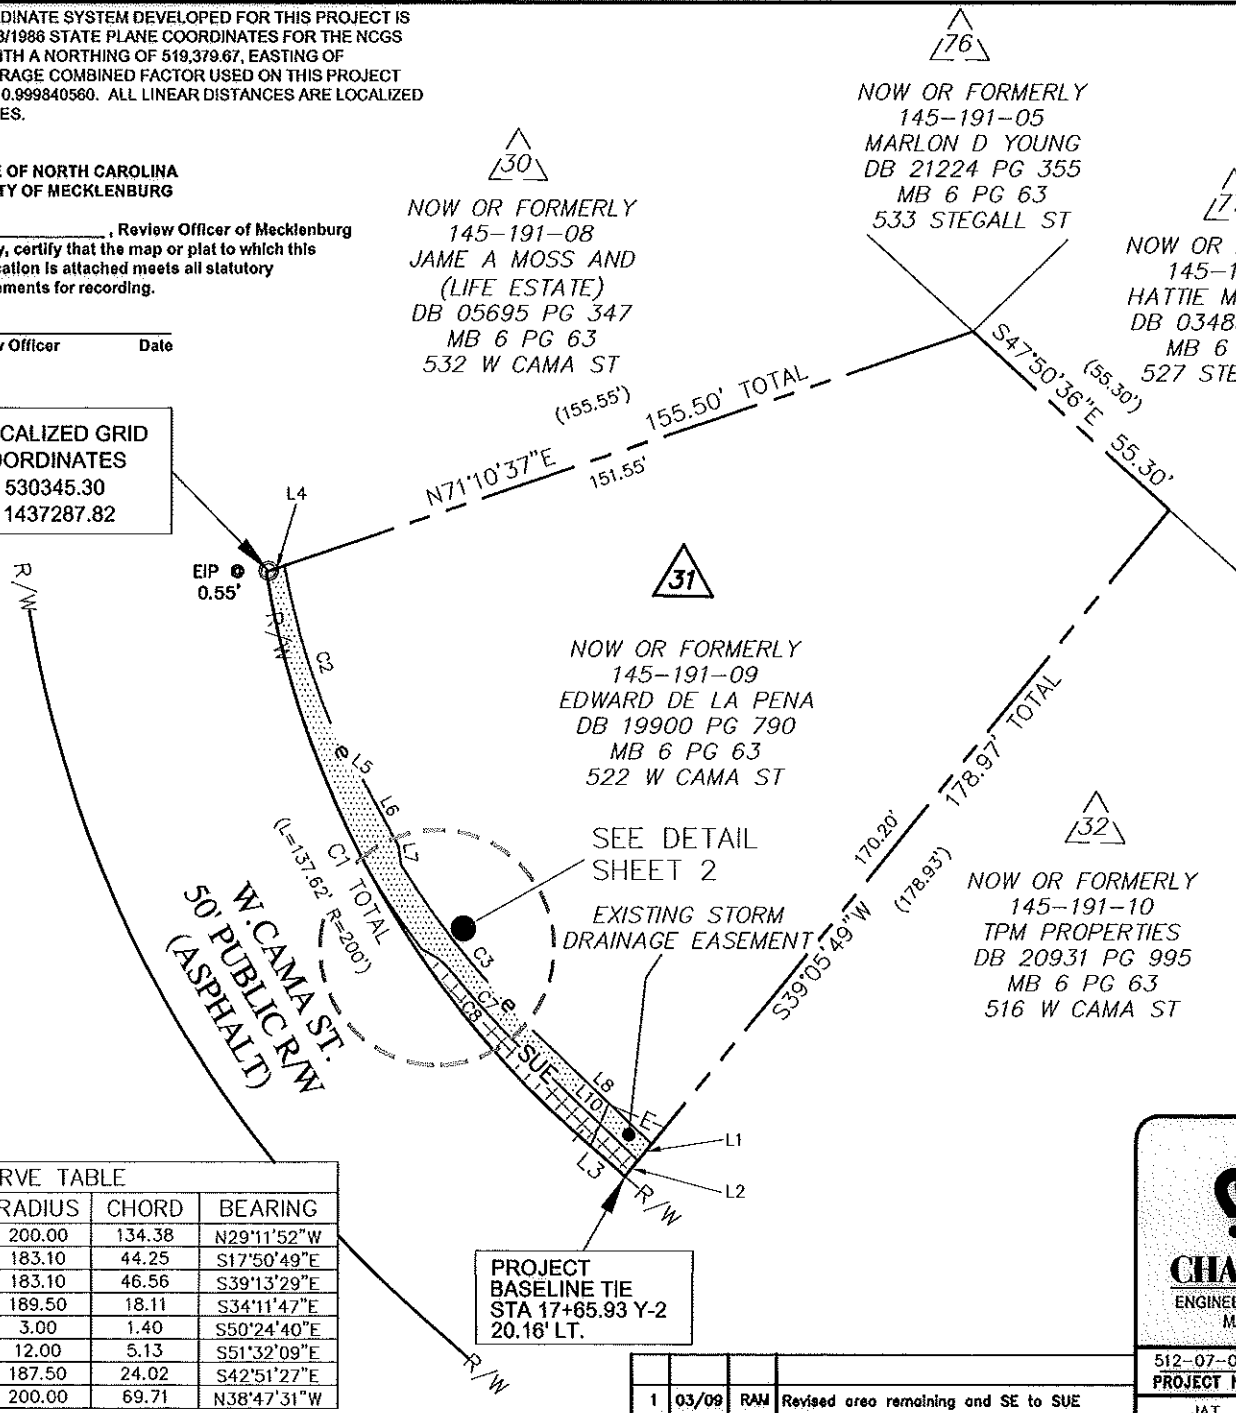 DINATE SYSTEM DEVELOPED FOR THIS PROJECT IS
3/1986 STATE PLANE COORDINATES FOR THE NCGS
ITH A NORTHING OF 519,379.67, EASTING OF
RAGE COMBINED FACTOR USED ON THIS PROJECT
0.999840560. ALL LINEAR DISTANCES ARE LOCALIZED
ES.
E OF NORTH CAROLINA
TY OF MECKLENBURG
, Review Officer of Mecklenburg
y, certify that the map or plat to which this
cation is attached meets all statutory
ements for recording.
v Officer Date
30
NOW OR FORMERLY
145-191-08
JAME A MOSS AND
(LIFE ESTATE)
DB 05695 PG 347
MB 6 PG 63
532 W CAMA ST
76
NOW OR FORMERLY
145-191-05
MARLON D YOUNG
DB 21224 PG 355
MB 6 PG 63
533 STEGALL ST
7
NOW OR
145-1
HATTIE M
DB 0348
MB 6
527 STE
CALIZED GRID
OORDINATES
530345.30
1437287.82
L4
EIP
0.55'
(155.55')
N71°10'37"E 155.50' TOTAL
151.55'
S47°50'36"E 55.30'
(55.30')
R/W
R/W
C2
e
L5
L6
L7
31
NOW OR FORMERLY
145-191-09
EDWARD DE LA PENA
DB 19900 PG 790
MB 6 PG 63
522 W CAMA ST
SEE DETAIL
SHEET 2
EXISTING STORM
DRAINAGE EASEMENT
S39°05'49"W 178.97' TOTAL
170.20'
(178.93')
32
NOW OR FORMERLY
145-191-10
TPM PROPERTIES
DB 20931 PG 995
MB 6 PG 63
516 W CAMA ST
C1 TOTAL
(L=137.62' R=200')
W.CAMA ST.
50' PUBLIC R/W
(ASPHALT)
C3
C7
e
C8
SUE
L8
L10
E
L1
L2
L3
R/W
PROJECT
BASELINE TIE
STA 17+65.93 Y-2
20.16' LT.
RVE TABLE
RADIUS CHORD BEARING
200.00 134.38 N29°11'52"W
183.10 44.25 S17°50'49"E
183.10 46.56 S39°13'29"E
189.50 18.11 S34°11'47"E
3.00 1.40 S50°24'40"E
12.00 5.13 S51°32'09"E
187.50 24.02 S42°51'27"E
200.00 69.71 N38°47'31"W
R/W
1 03/09 RAM Revised area remaining and SE to SUE
CHA
ENGINE
M
512-07-0
PROJECT N
JAT